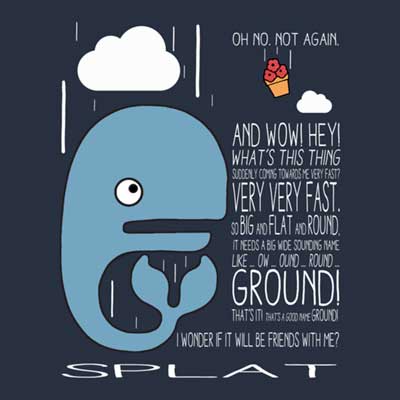 OH NO. NOT AGAIN.
AND WOW! HEY!
WHAT'S THIS THING
SUDDENLY COMING TOWARDS ME VERY FAST?
VERY VERY FAST.
SO BIG AND FLAT AND ROUND,
IT NEEDS A BIG WIDE SOUNDING NAME
LIKE ... OW ... OUND ... ROUND ...
GROUND!
THAT'S IT! THAT'S A GOOD NAME GROUND!
I WONDER IF IT WILL BE FRIENDS WITH ME?
SPLAT